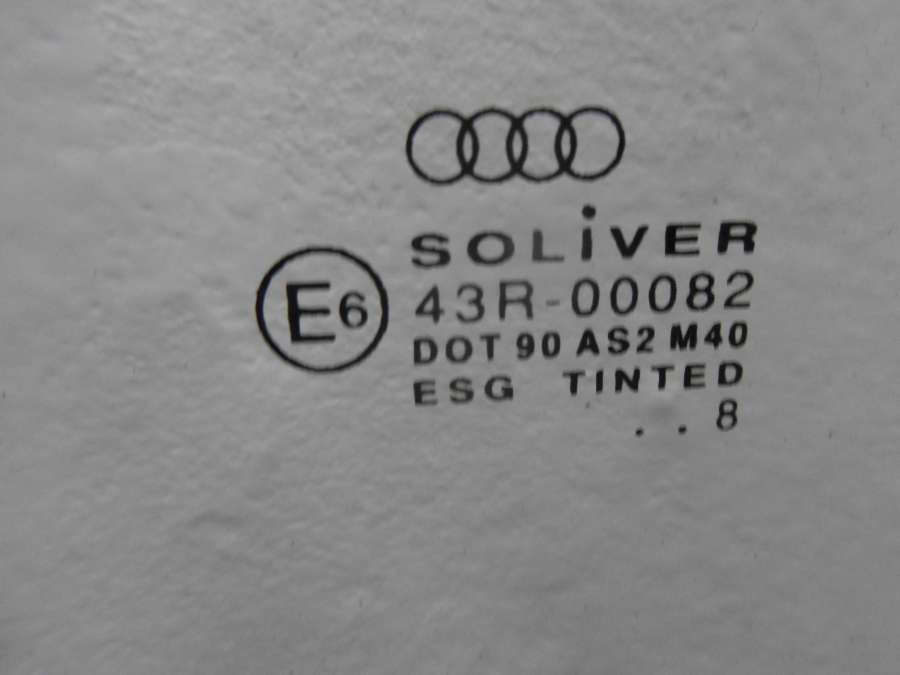 SOLiVER
E6
43R-00082
DOT 90 AS2 M40
ESG TINTED
. . 8